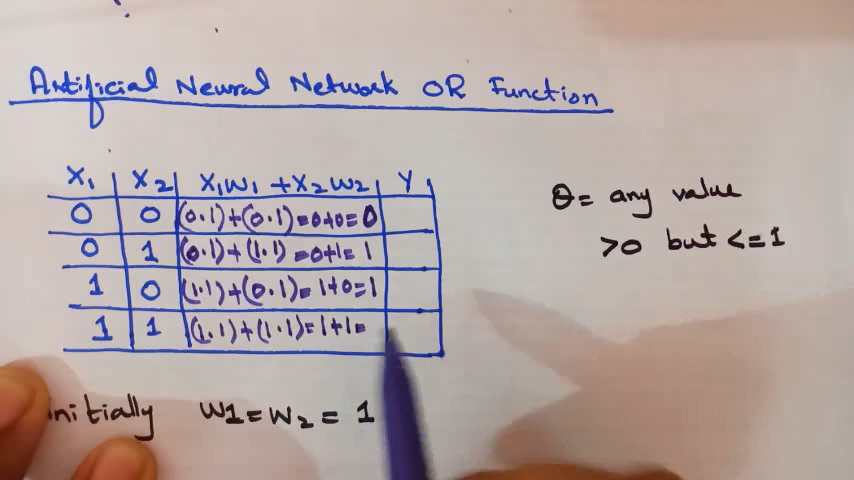 Artificial Neural Network OR Function
X1 X2 X1W1 + X2W2 Y
0 0 (0.1)+(0.1)=0+0=0
0 1 (0.1)+(1.1)=0+1=1
1 0 (1.1)+(0.1)=1+0=1
1 1 (1.1)+(1.1)=1+1=
θ= any value
>0 but <=1
initially W1=W2=1